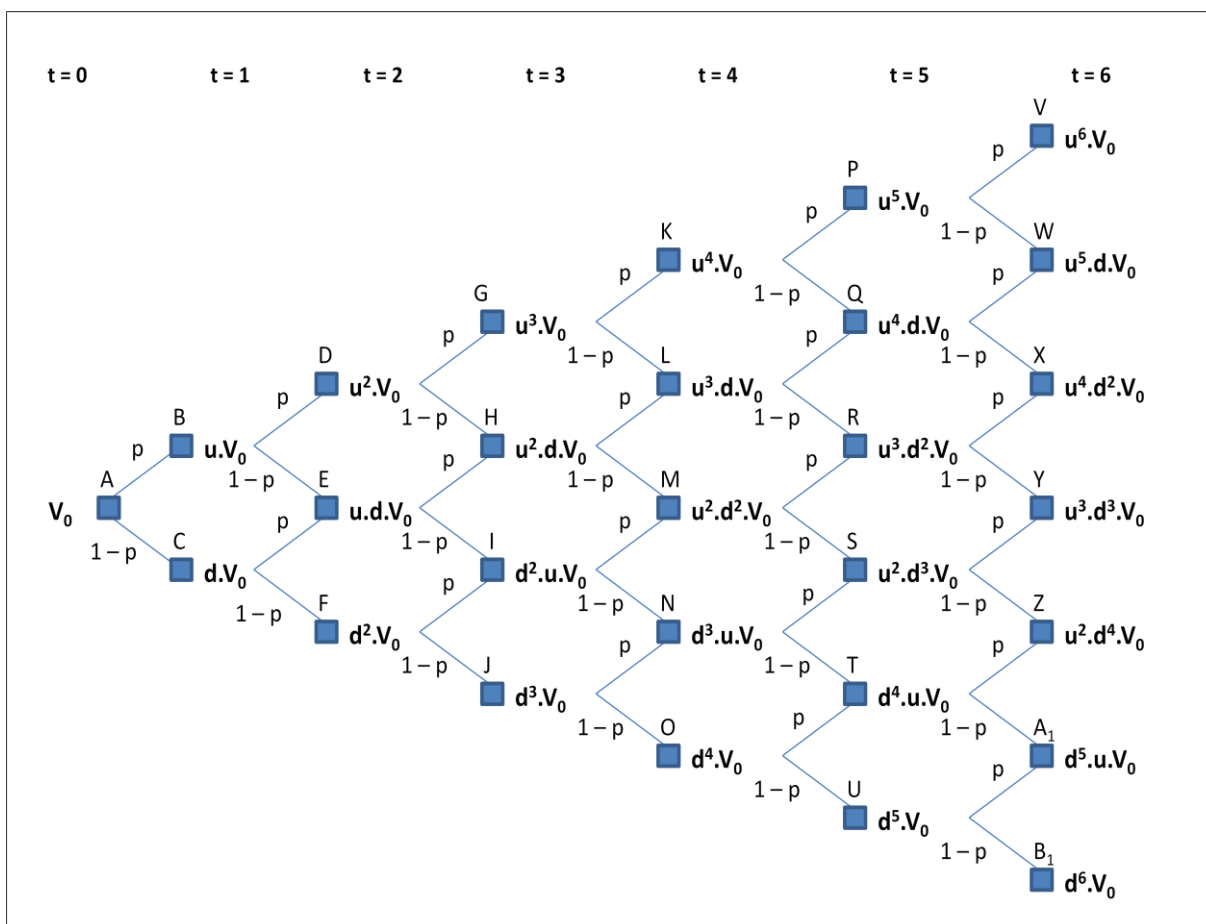 t = 0 t = 1 t = 2 t = 3 t = 4 t = 5 t = 6
V
p u⁶.V₀
P
p u⁵.V₀
1 – p W
K
p u⁴.V₀ p u⁵.d.V₀
1 – p Q
G
p u³.V₀ p u⁴.d.V₀
1 – p L 1 – p X
D
p u².V₀ p u³.d.V₀ p u⁴.d².V₀
1 – p H 1 – p R
B
p u.V₀ p u².d.V₀ p u³.d².V₀
1 – p E 1 – p M 1 – p Y
A
V₀ p u.d.V₀ p u².d².V₀ p u³.d³.V₀
1 – p C 1 – p I 1 – p S
d.V₀ p d².u.V₀ p u².d³.V₀
1 – p F 1 – p N 1 – p Z
d².V₀ p d³.u.V₀ p u².d⁴.V₀
1 – p J 1 – p T
d³.V₀ p d⁴.u.V₀
1 – p O 1 – p A₁
d⁴.V₀ p d⁵.u.V₀
1 – p U
d⁵.V₀
1 – p B₁
d⁶.V₀